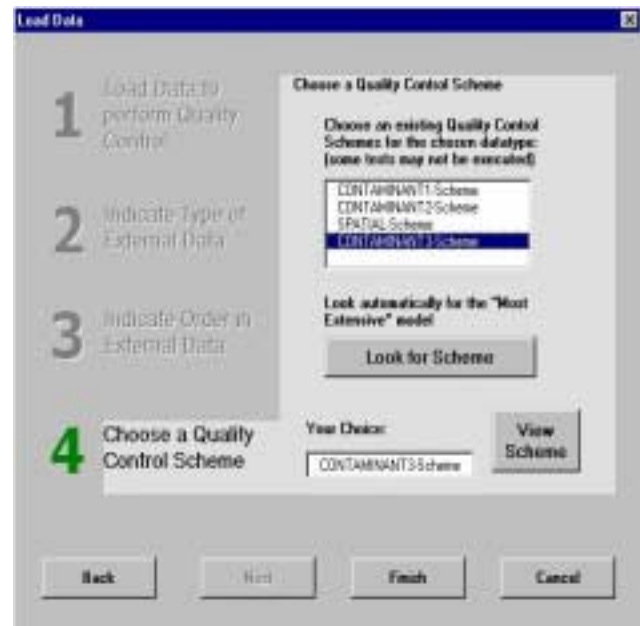 Load Data
1
Load Data to
perform Quality
Control
2
Indicate Type of
External Data
3
Indicate Order in
External Data
4
Choose a Quality
Control Scheme
Choose a Quality Control Scheme
Choose an existing Quality Control
Schemes for the chosen datatype:
(some tests may not be executed)
CONTAMINANT1-Scheme
CONTAMINANT2-Scheme
SPATIAL-Scheme
CONTAMINANT3-Scheme
Look automatically for the "Most
Extensive" model
Look for Scheme
Your Choice:
CONTAMINANT3-Scheme
View
Scheme
Back
Next
Finish
Cancel